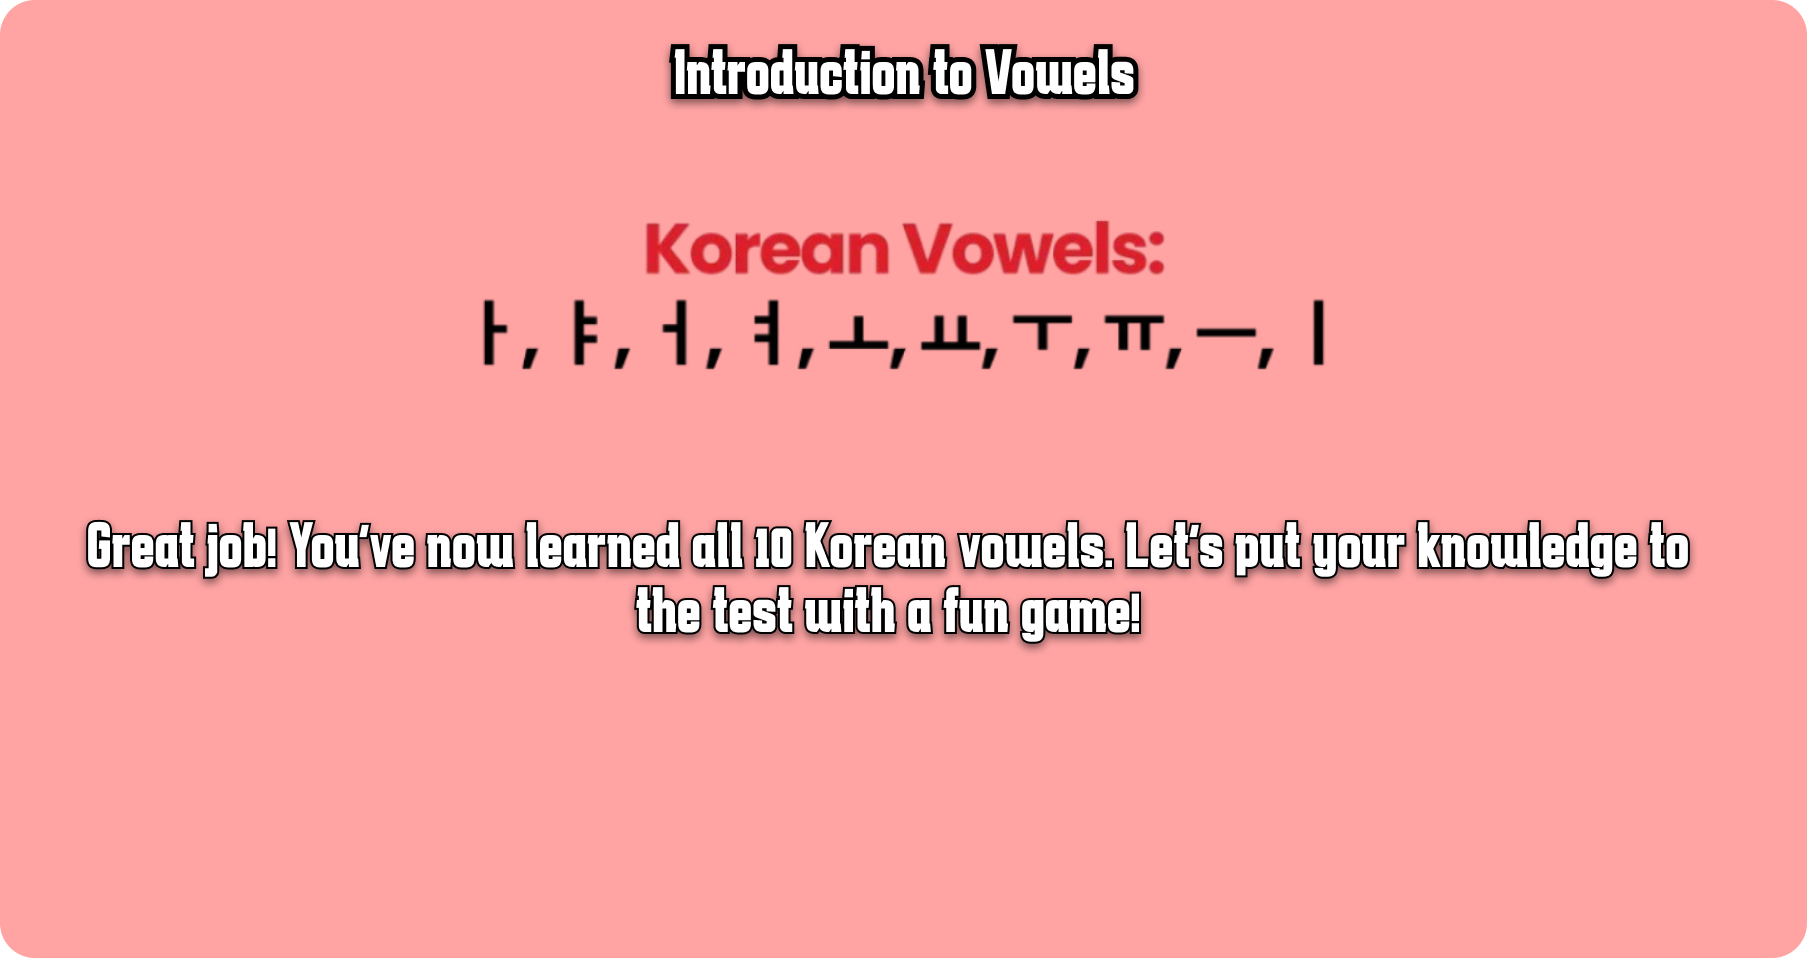 Introduction to Vowels
Korean Vowels:
ㅏ, ㅑ, ㅓ, ㅕ, ㅗ, ㅛ, ㅜ, ㅠ, ㅡ, ㅣ
Great job! You've now learned all 10 Korean vowels. Let's put your knowledge to
the test with a fun game!